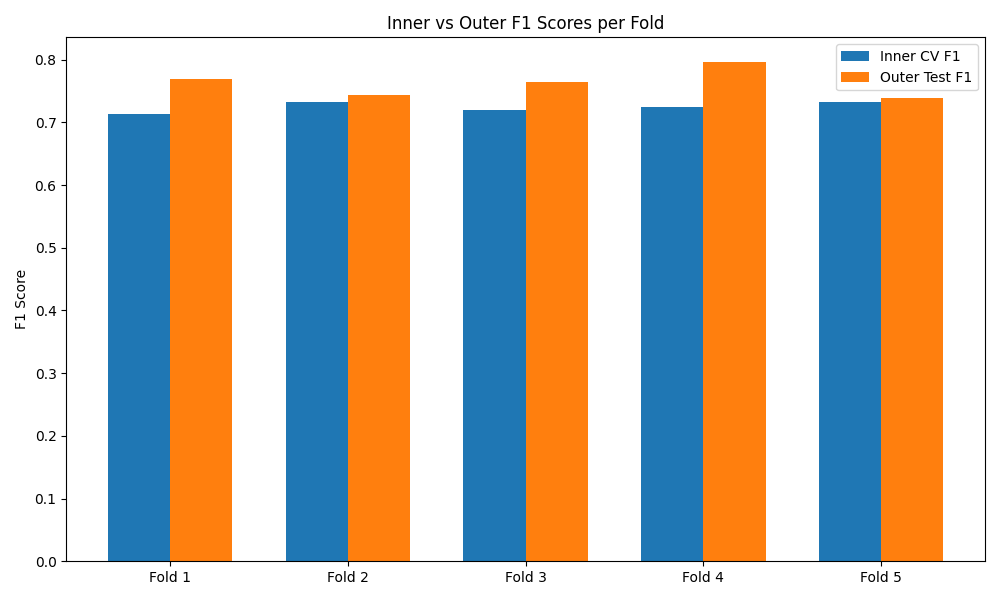 Inner vs Outer F1 Scores per Fold
Inner CV F1
Outer Test F1
F1 Score
0.8
0.7
0.6
0.5
0.4
0.3
0.2
0.1
0.0
Fold 1
Fold 2
Fold 3
Fold 4
Fold 5